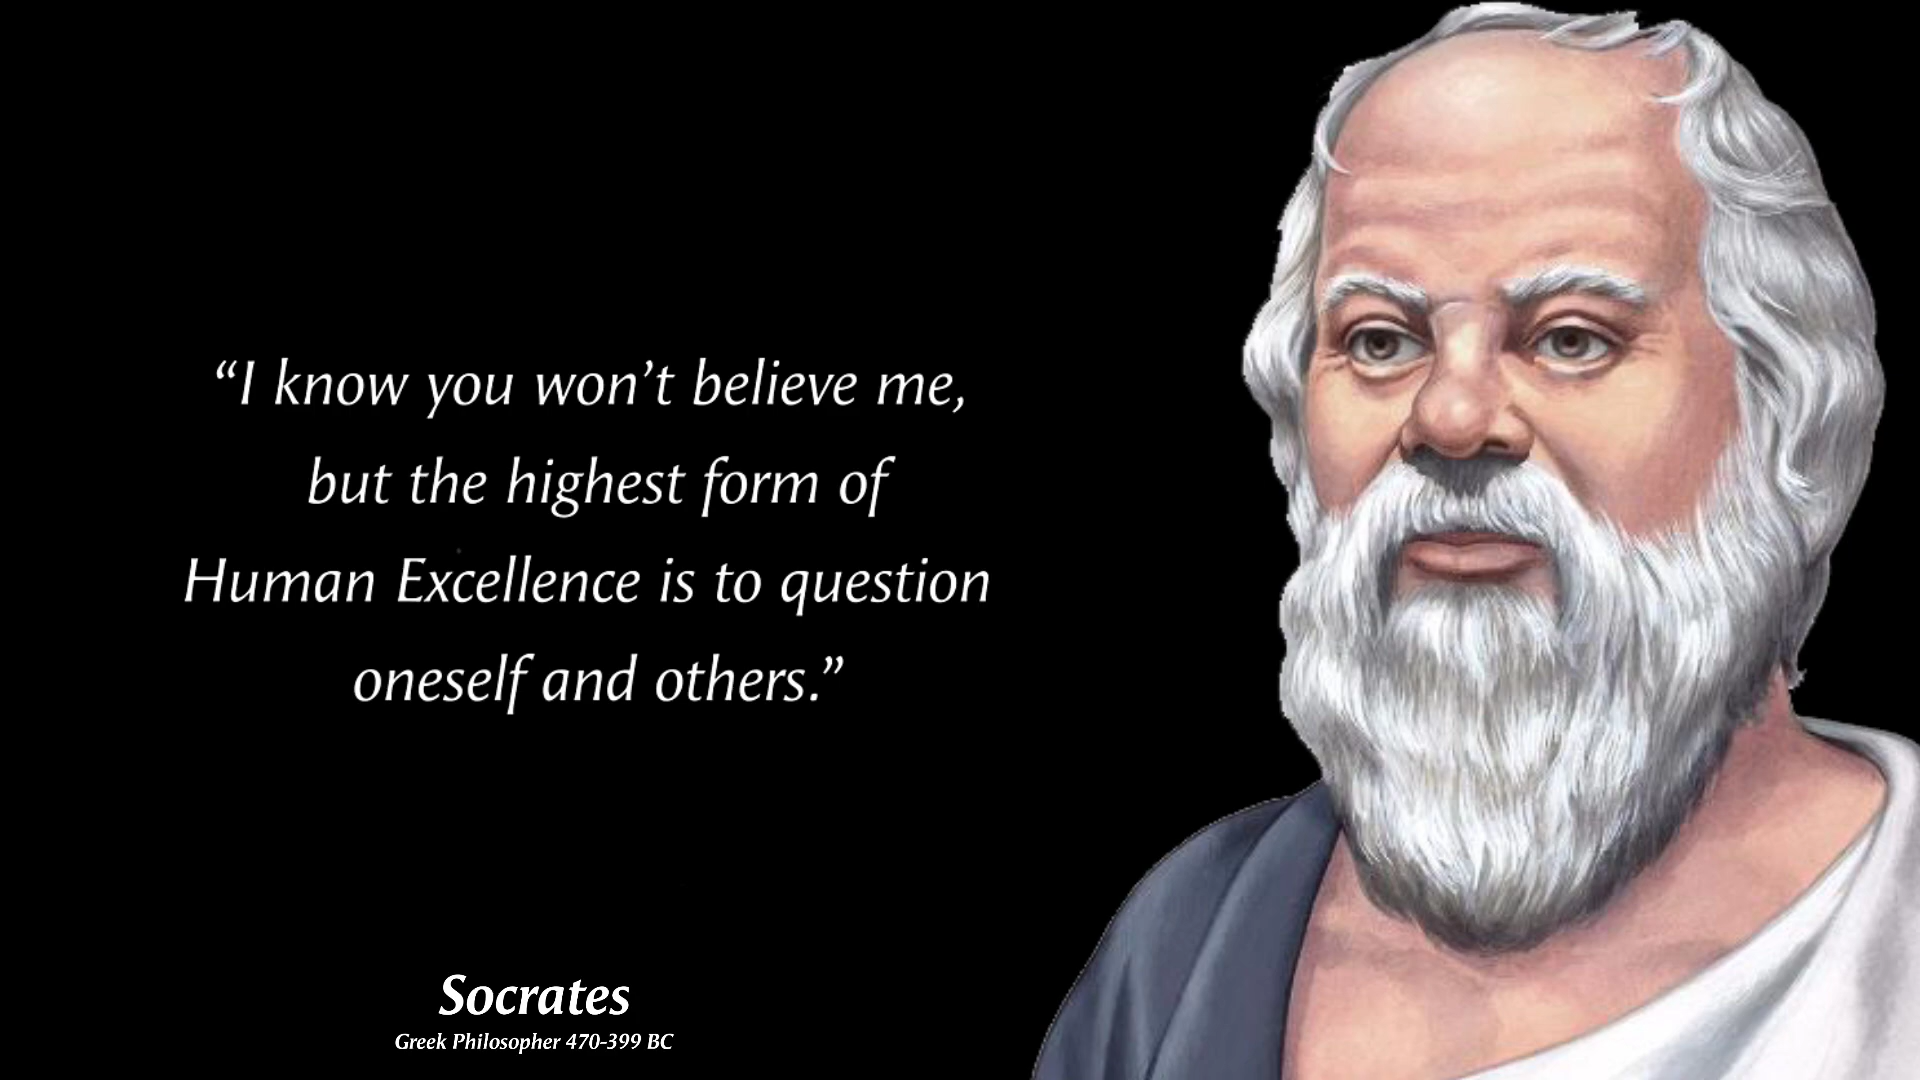 “I know you won’t believe me,
but the highest form of
Human Excellence is to question
oneself and others.”
Socrates
Greek Philosopher 470-399 BC